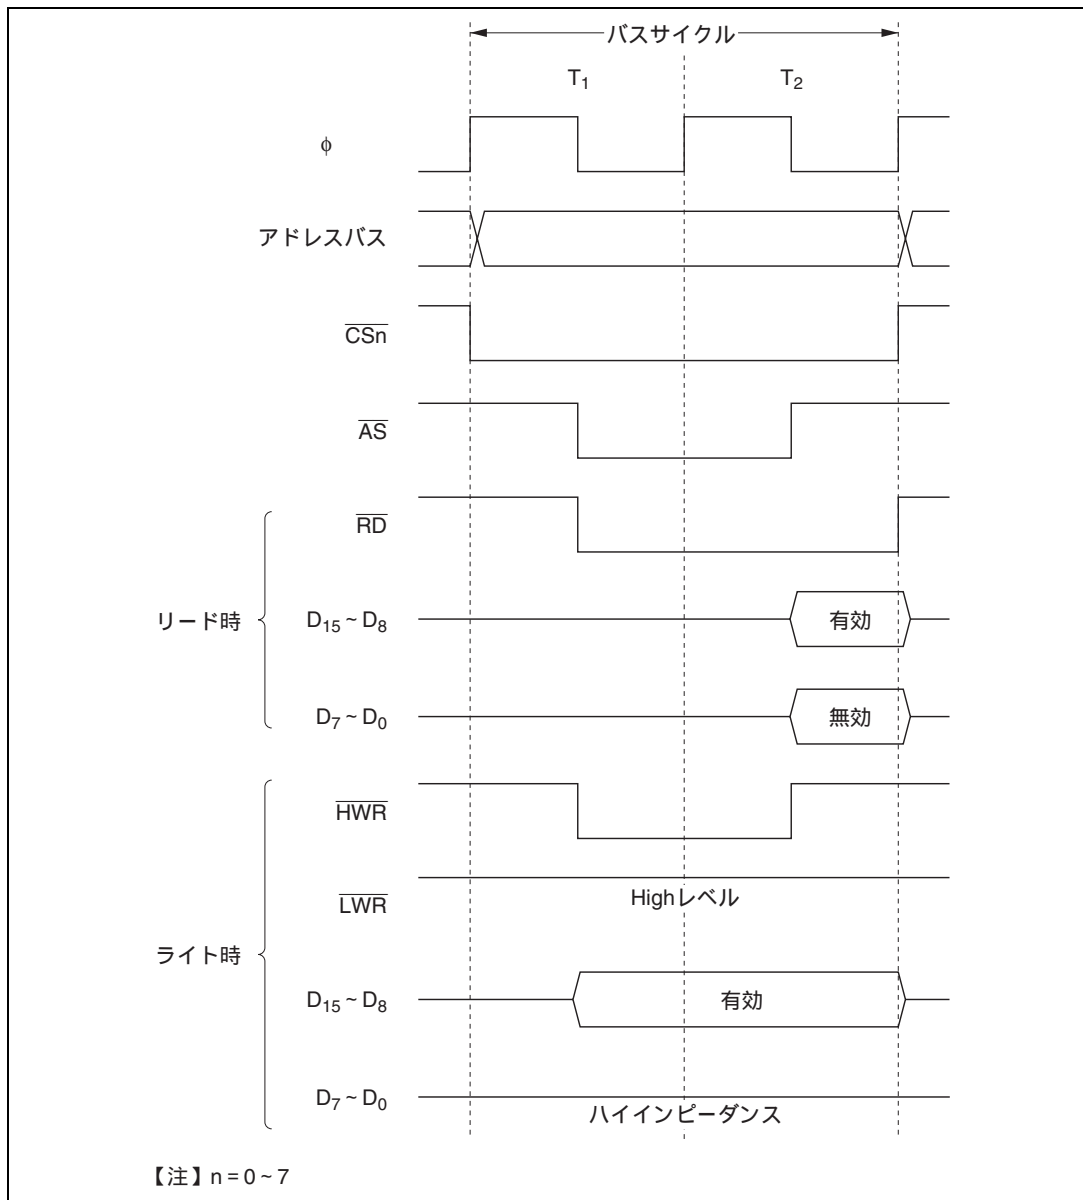 バスサイクル
T1 T2
φ
アドレスバス
CSn
AS
RD
リード時 D15 ~ D8 有効
D7 ~ D0 無効
HWR
LWR Highレベル
ライト時
D15 ~ D8 有効
D7 ~ D0 ハイインピーダンス
【注】n = 0 ~ 7